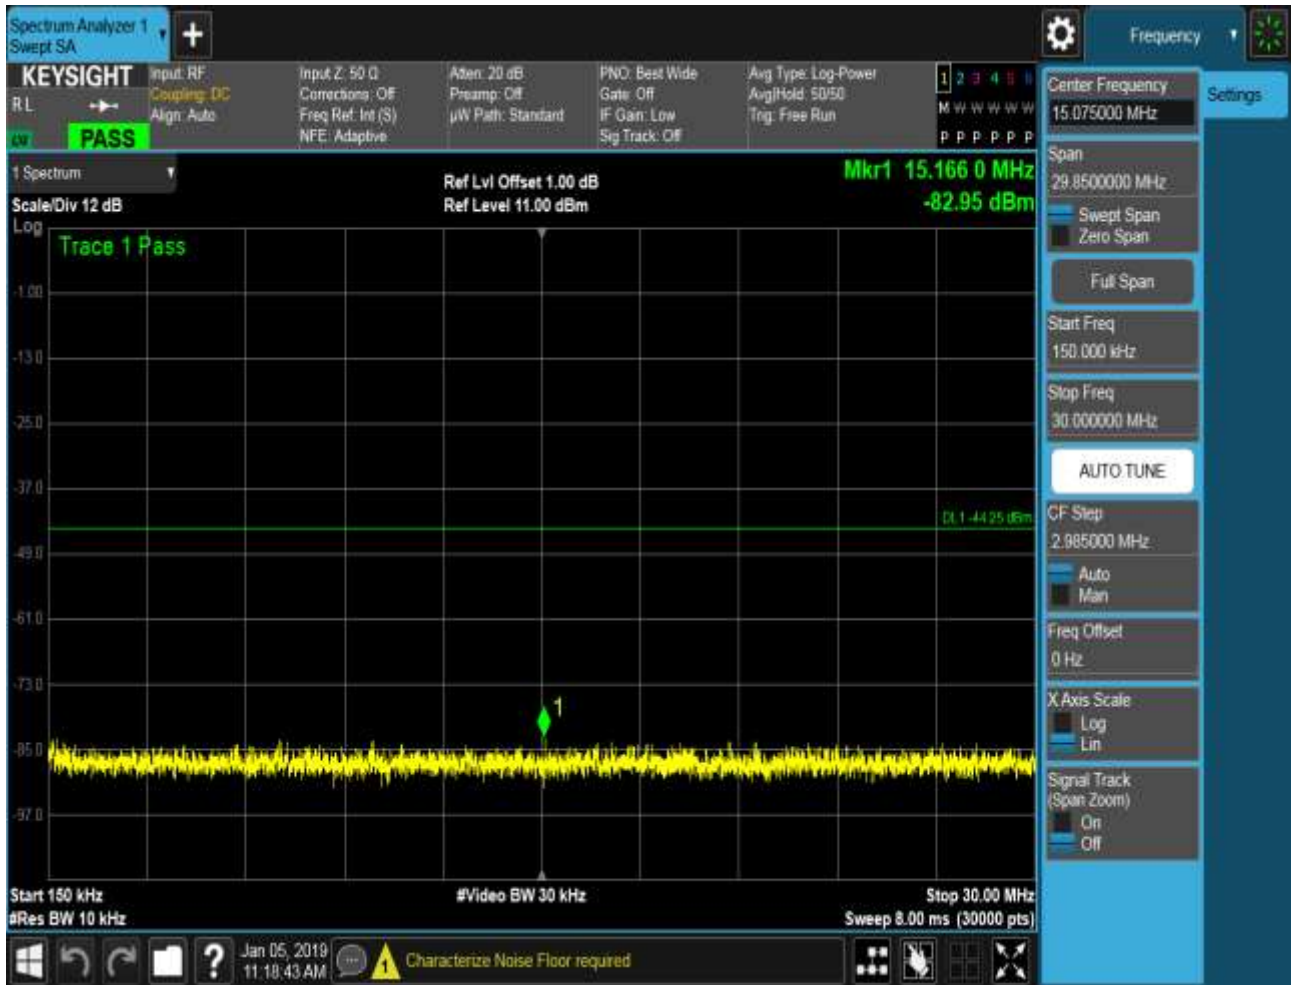 Spectrum Analyzer 1
Swept SA
Frequency
KEYSIGHT
R L
PASS
Input: RF
Coupling: DC
Align: Auto
Input Z: 50 Ω
Corrections: Off
Freq Ref: Int (S)
NFE: Adaptive
Atten: 20 dB
Preamp: Off
µW Path: Standard
PNO: Best Wide
Gate: Off
IF Gain: Low
Sig Track: Off
Avg Type: Log-Power
Avg|Hold: 50/50
Trig: Free Run
1 2 3 4 5 6
M W W W W W
P P P P P P
1 Spectrum
Scale/Div 12 dB
Ref Lvl Offset 1.00 dB
Ref Level 11.00 dBm
Mkr1 15.166 0 MHz
-82.95 dBm
Log
Trace 1 Pass
-1.00
-13.0
-25.0
-37.0
DL1 -44.25 dBm
-49.0
-61.0
-73.0
1
-85.0
-97.0
Start 150 kHz
#Res BW 10 kHz
#Video BW 30 kHz
Stop 30.00 MHz
Sweep 8.00 ms (30000 pts)
Center Frequency
15.075000 MHz
Settings
Span
29.8500000 MHz
Swept Span
Zero Span
Full Span
Start Freq
150.000 kHz
Stop Freq
30.000000 MHz
AUTO TUNE
CF Step
2.985000 MHz
Auto
Man
Freq Offset
0 Hz
X Axis Scale
Log
Lin
Signal Track
(Span Zoom)
On
Off
?
Jan 05, 2019
11:18:43 AM
1
Characterize Noise Floor required